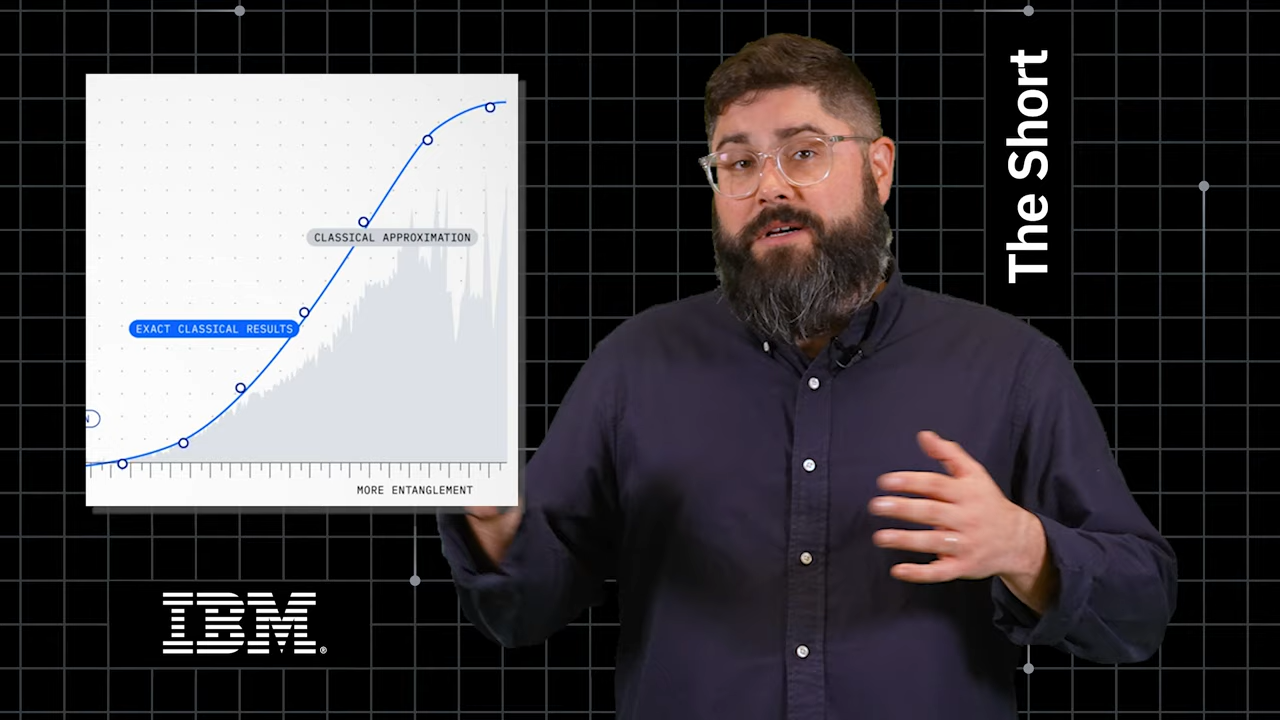 CLASSICAL APPROXIMATION
EXACT CLASSICAL RESULTS
N
MORE ENTANGLEMENT
IBM®
The Short